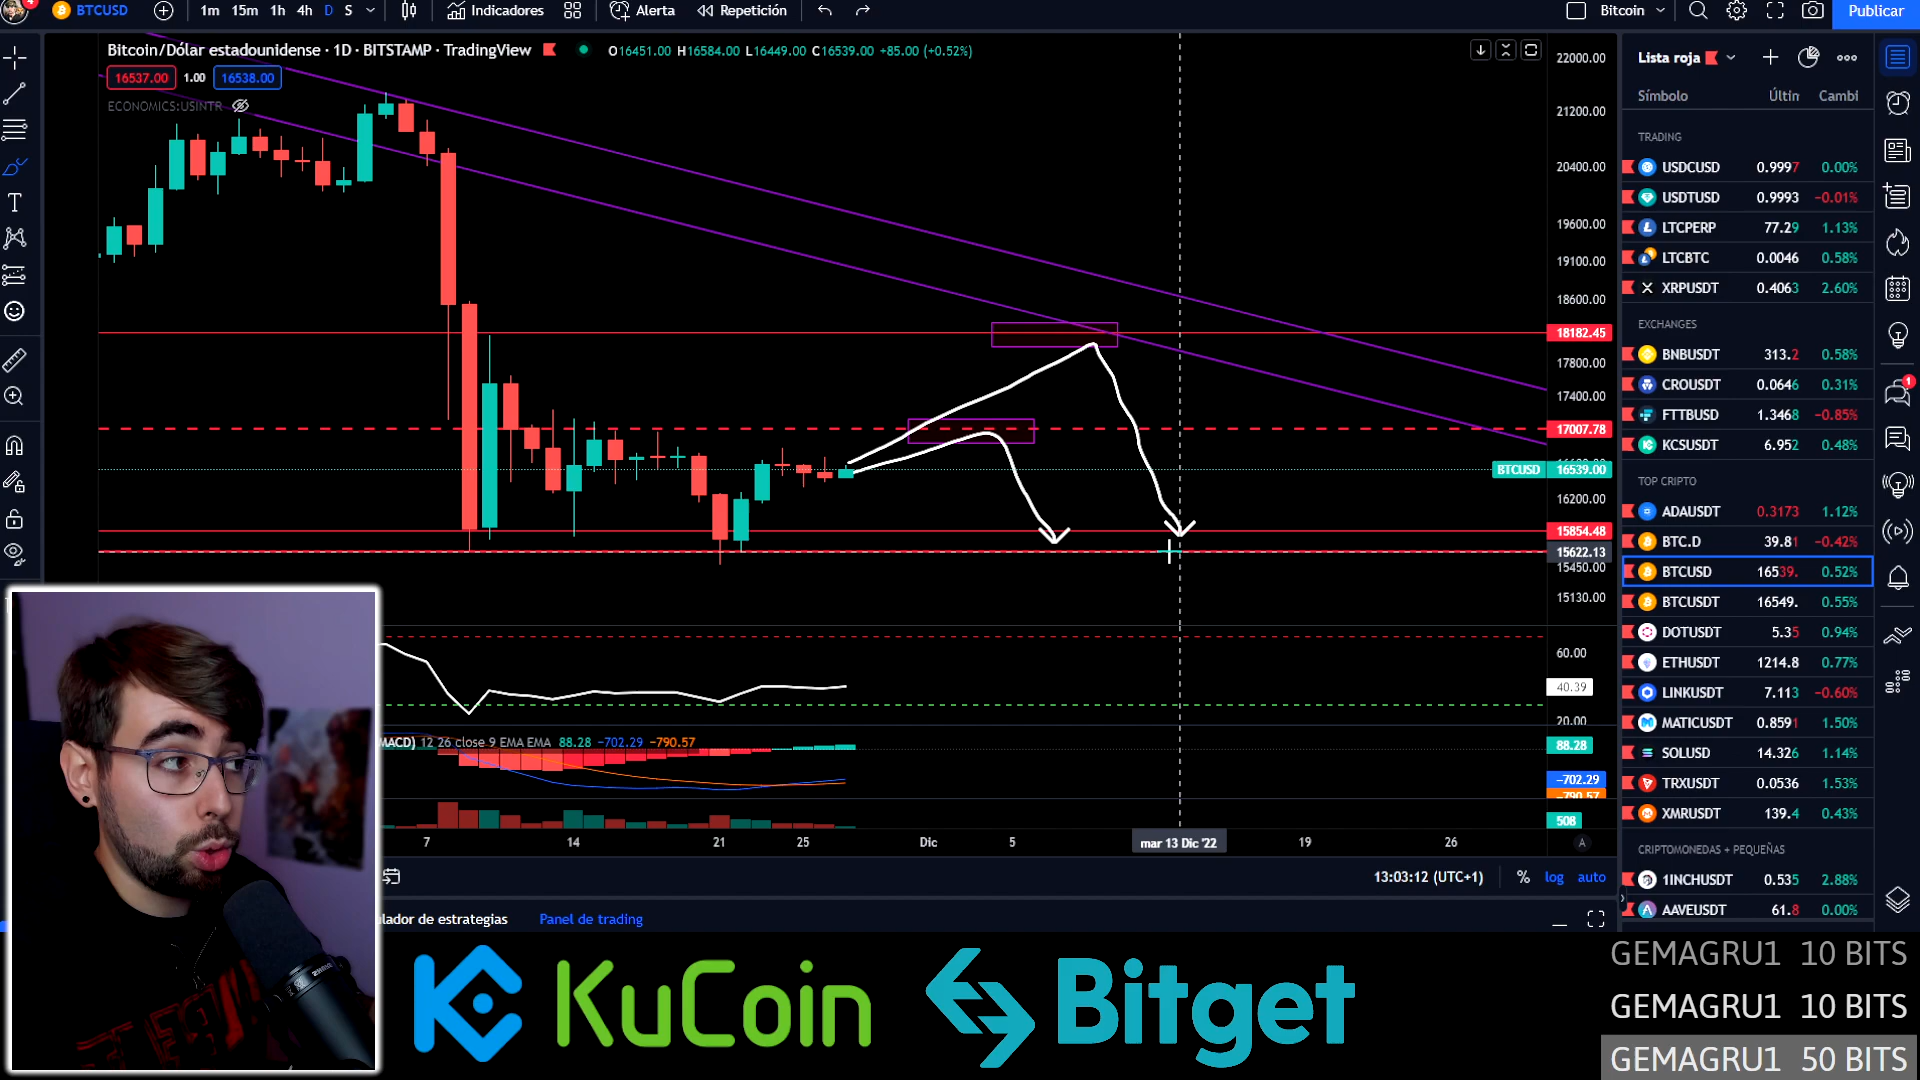 4 BTCUSD 1m 15m 1h 4h D S Indicadores Alerta Repetición Bitcoin Publicar
Bitcoin/Dólar estadounidense · 1D · BITSTAMP · TradingView O16451.00 H16584.00 L16449.00 C16539.00 +85.00 (+0.52%)
16537.00 1.00 16538.00
ECONOMICS:USINTR
22000.00
21200.00
20400.00
19600.00
19100.00
18600.00
18182.45
17800.00
17400.00
17007.78
BTCUSD 16539.00
16200.00
15854.48
15622.13
15450.00
15130.00
60.00
40.39
20.00
MACD) 12 26 close 9 EMA EMA 88.28 −702.29 −790.57
88.28
−702.29
−790.57
508
7 14 21 25 Dic 5 mar 13 Dic '22 19 26 A
13:03:12 (UTC+1) % log auto
ulador de estrategias Panel de trading
Lista roja
Símbolo Últin Cambi
TRADING
USDCUSD 0.9997 0.00%
USDTUSD 0.9993 −0.01%
LTCPERP 77.29 1.13%
LTCBTC 0.0046 0.58%
XRPUSDT 0.4063 2.60%
EXCHANGES
BNBUSDT 313.2 0.58%
CROUSDT 0.0646 0.31%
FTTBUSD 1.3468 −0.85%
KCSUSDT 6.952 0.48%
TOP CRIPTO
ADAUSDT 0.3173 1.12%
BTC.D 39.81 −0.42%
BTCUSD 16539. 0.52%
BTCUSDT 16549. 0.55%
DOTUSDT 5.35 0.94%
ETHUSDT 1214.8 0.77%
LINKUSDT 7.113 −0.60%
MATICUSDT 0.8591 1.50%
SOLUSD 14.326 1.14%
TRXUSDT 0.0536 1.53%
XMRUSDT 139.4 0.43%
CRIPTOMONEDAS + PEQUEÑAS
1INCHUSDT 0.535 2.88%
AAVEUSDT 61.8 0.00%
1
KuCoin Bitget
GEMAGRU1 10 BITS
GEMAGRU1 10 BITS
GEMAGRU1 50 BITS